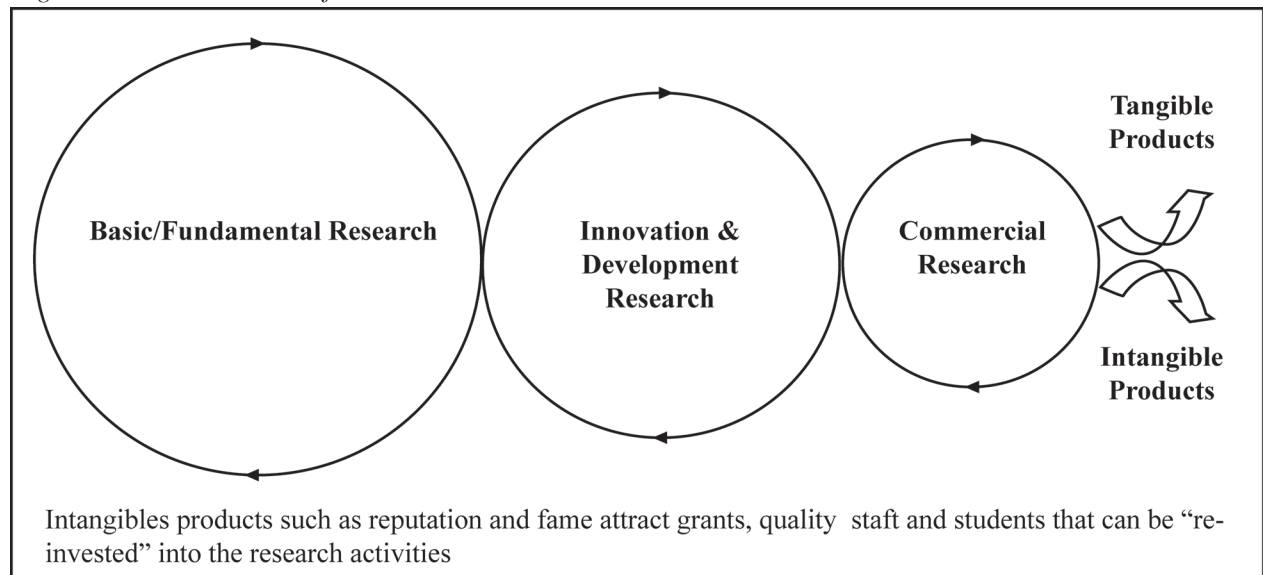 Tangible
Products
Basic/Fundamental Research
Innovation &
Development
Research
Commercial
Research
Intangible
Products
Intangibles products such as reputation and fame attract grants, quality staff and students that can be “re-
invested” into the research activities